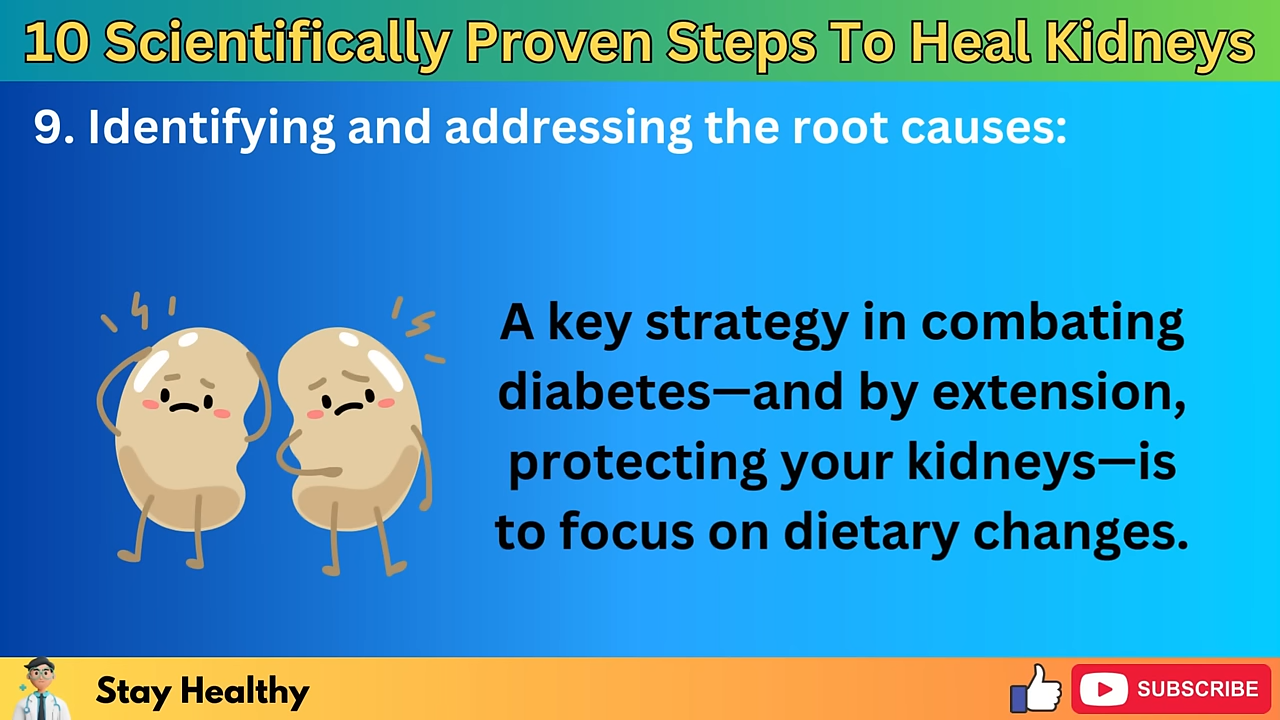 10 Scientifically Proven Steps To Heal Kidneys
9. Identifying and addressing the root causes:
A key strategy in combating
diabetes—and by extension,
protecting your kidneys—is
to focus on dietary changes.
Stay Healthy
SUBSCRIBE